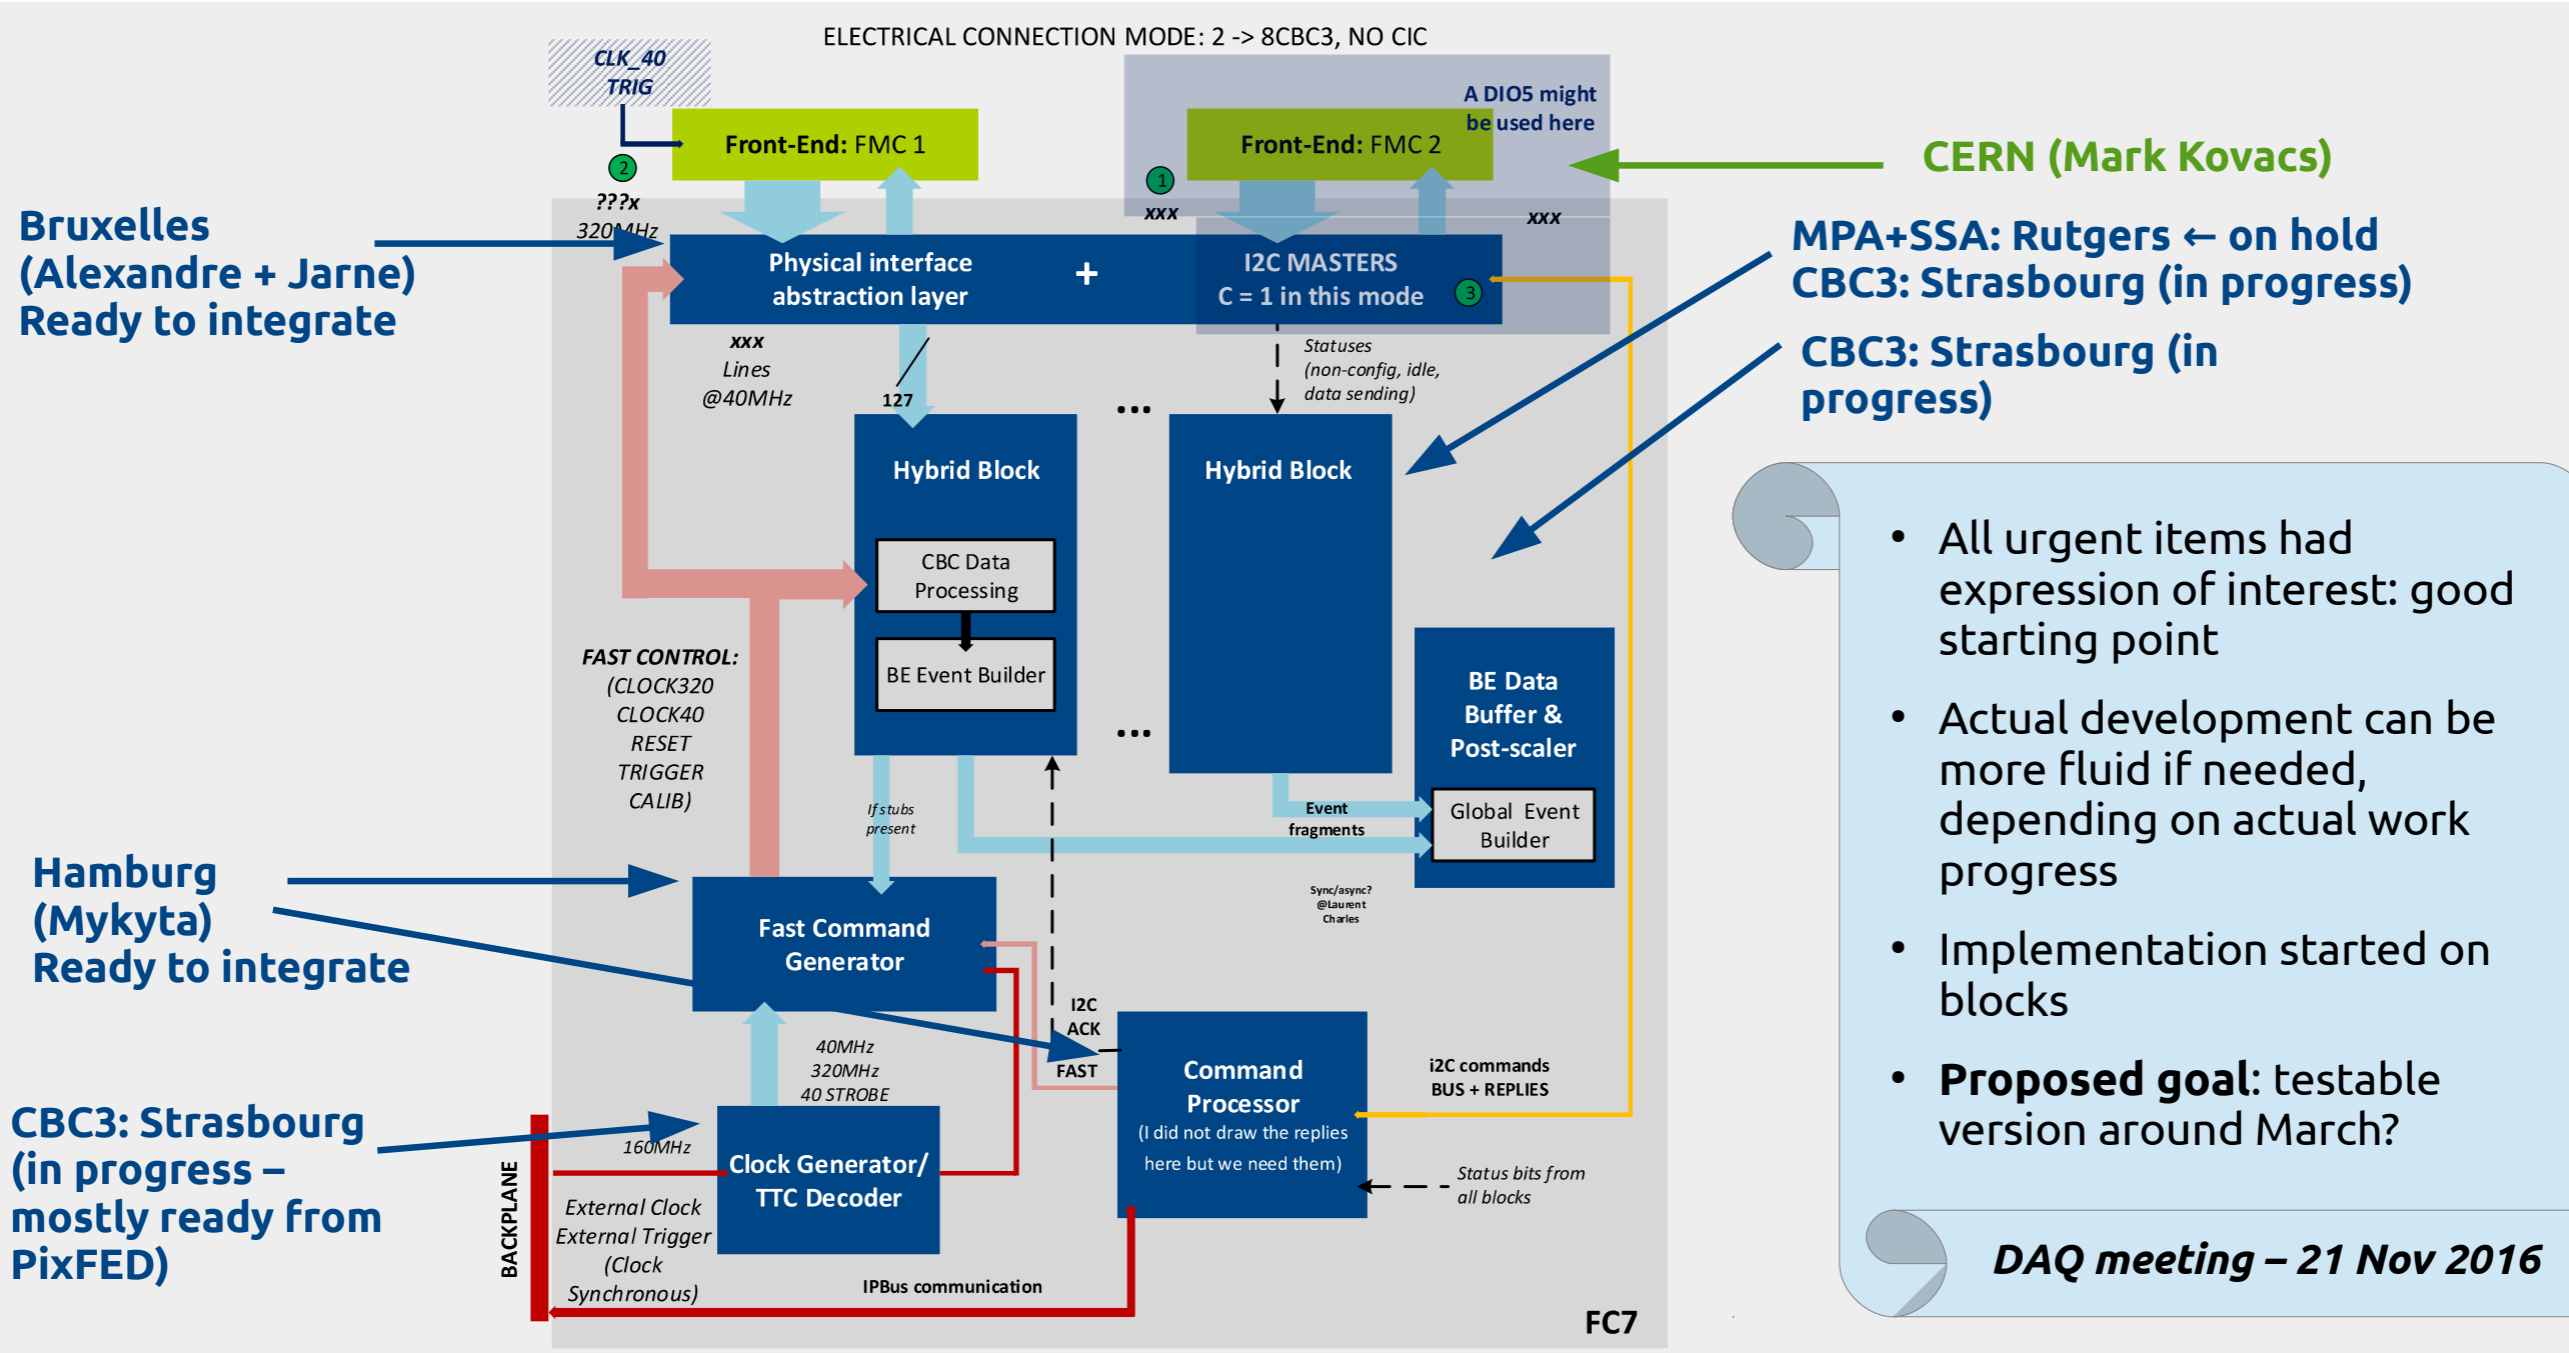 ELECTRICAL CONNECTION MODE: 2 -> 8CBC3, NO CIC
CLK_40
TRIG
Front-End: FMC 1
A DIO5 might
be used here
Front-End: FMC 2
2
???x
320MHz
1
xxx
xxx
CERN (Mark Kovacs)
Bruxelles
(Alexandre + Jarne)
Ready to integrate
Physical interface
abstraction layer
+
I2C MASTERS
C = 1 in this mode
3
MPA+SSA: Rutgers ← on hold
CBC3: Strasbourg (in progress)
CBC3: Strasbourg (in
progress)
xxx
Lines
@40MHz
127
Statuses
(non-config, idle,
data sending)
...
Hybrid Block
Hybrid Block
CBC Data
Processing
BE Event Builder
...
FAST CONTROL:
(CLOCK320
CLOCK40
RESET
TRIGGER
CALIB)
BE Data
Buffer &
Post-scaler
Global Event
Builder
If stubs
present
Event
fragments
Sync/async?
@Laurent
Charles
Hamburg
(Mykyta)
Ready to integrate
Fast Command
Generator
I2C
ACK
FAST
40MHz
320MHz
40 STROBE
Command
Processor
(I did not draw the replies
here but we need them)
i2C commands
BUS + REPLIES
Status bits from
all blocks
CBC3: Strasbourg
(in progress –
mostly ready from
PixFED)
160MHz
Clock Generator/
TTC Decoder
BACKPLANE
External Clock
External Trigger
(Clock
Synchronous)
IPBus communication
FC7
• All urgent items had
expression of interest: good
starting point
• Actual development can be
more fluid if needed,
depending on actual work
progress
• Implementation started on
blocks
• Proposed goal: testable
version around March?
DAQ meeting – 21 Nov 2016